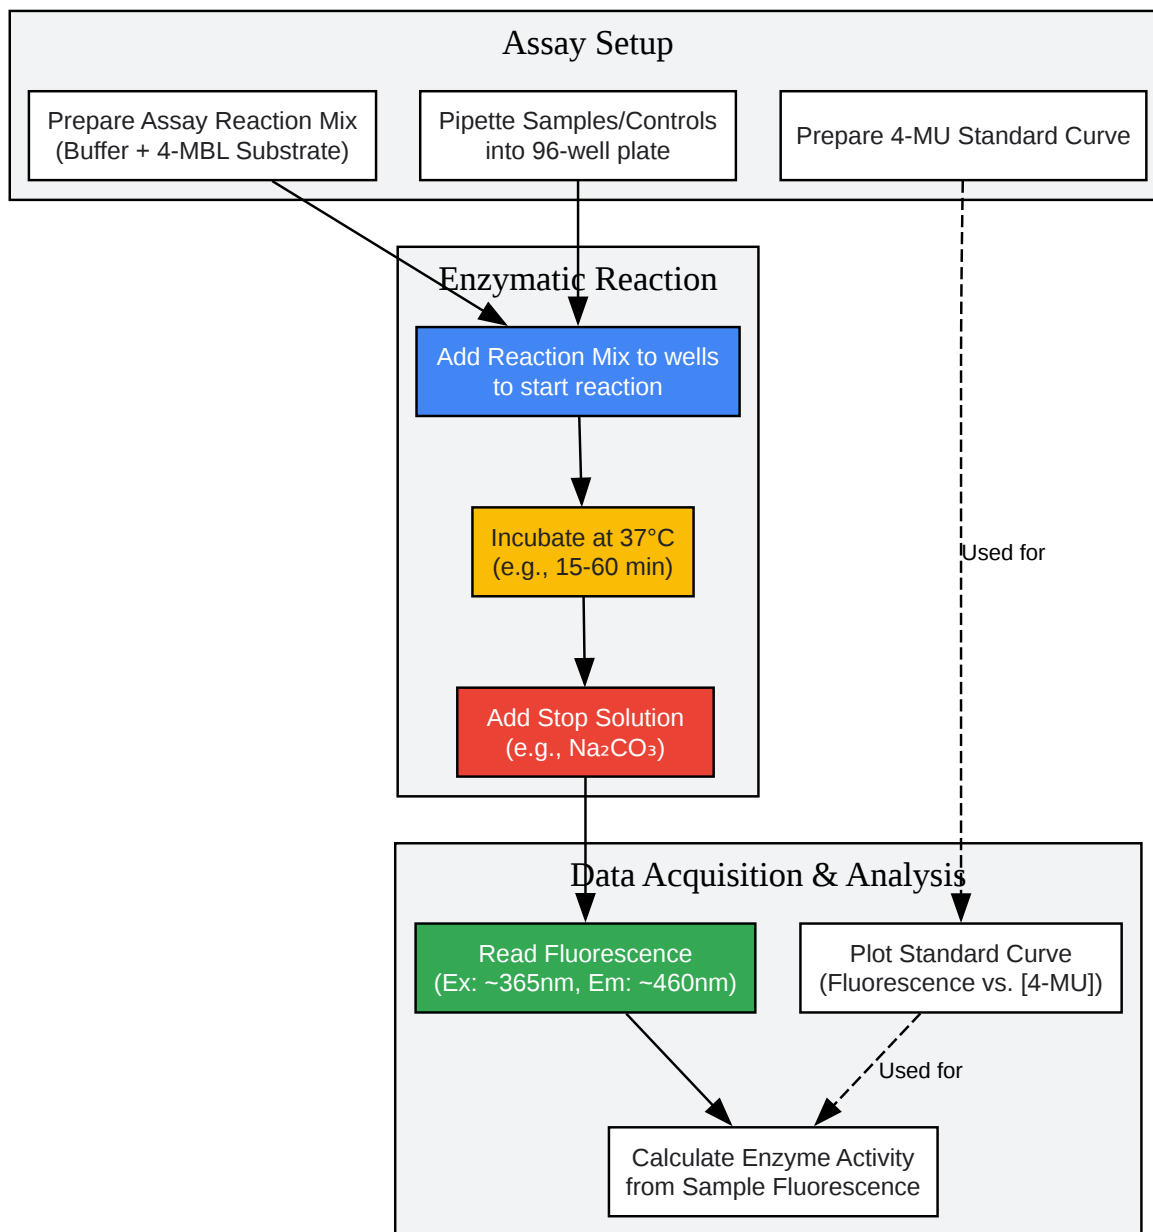 Assay Setup
Prepare Assay Reaction Mix
(Buffer + 4-MBL Substrate)
Pipette Samples/Controls
into 96-well plate
Prepare 4-MU Standard Curve
Enzymatic Reaction
Add Reaction Mix to wells
to start reaction
Incubate at 37°C
(e.g., 15-60 min)
Used for
Add Stop Solution
(e.g., Na₂CO₃)
Data Acquisition & Analysis
Read Fluorescence
(Ex: ~365nm, Em: ~460nm)
Plot Standard Curve
(Fluorescence vs. [4-MU])
Used for
Calculate Enzyme Activity
from Sample Fluorescence